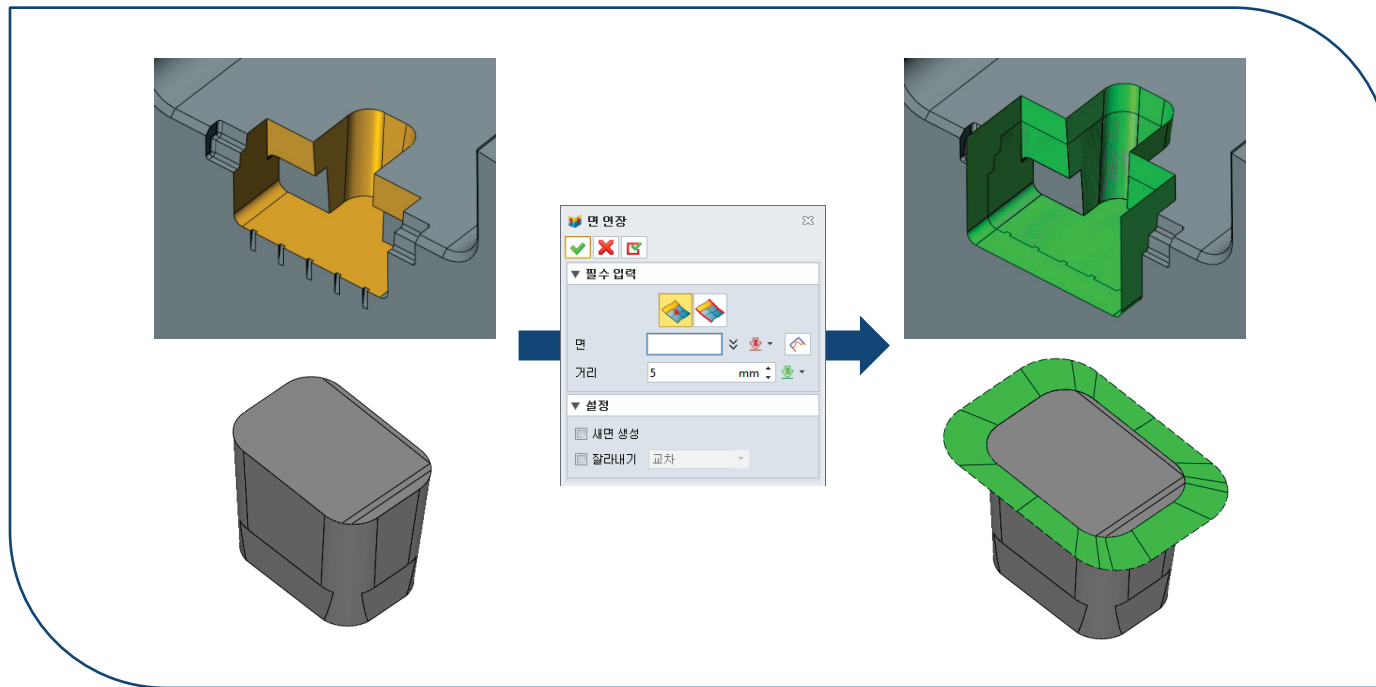 면 연장
▼ 필수 입력
면
거리 5 mm
▼ 설정
새면 생성
잘라내기 교차